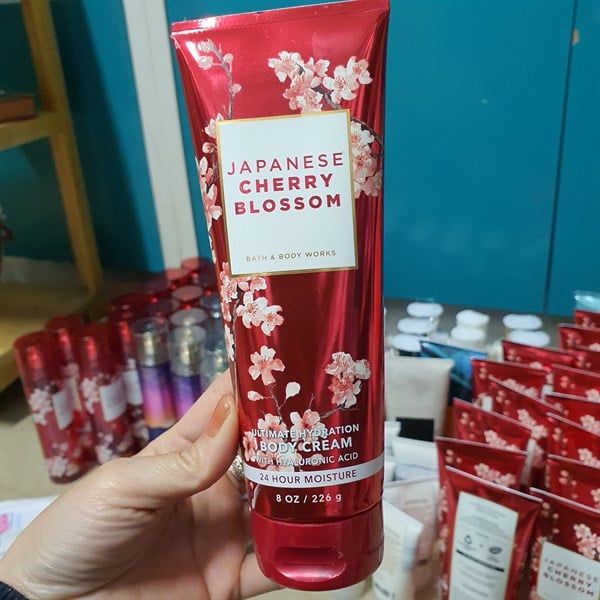 JAPANESE
CHERRY
BLOSSOM
BATH & BODY WORKS
ULTIMATE HYDRATION
BODY CREAM
WITH HYALURONIC ACID
24 HOUR MOISTURE
8 OZ / 226 g
JAPANESE
CHERRY
BLOSSOM